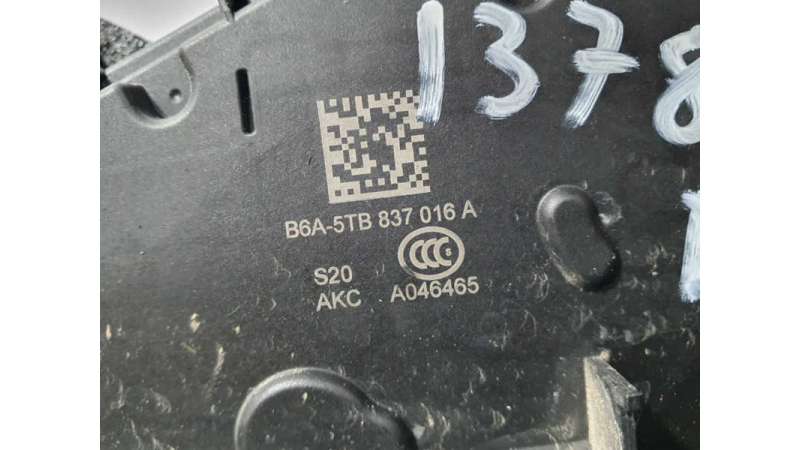 1378
B6A-5TB 837 016 A
CCC S
S20
AKC A046465